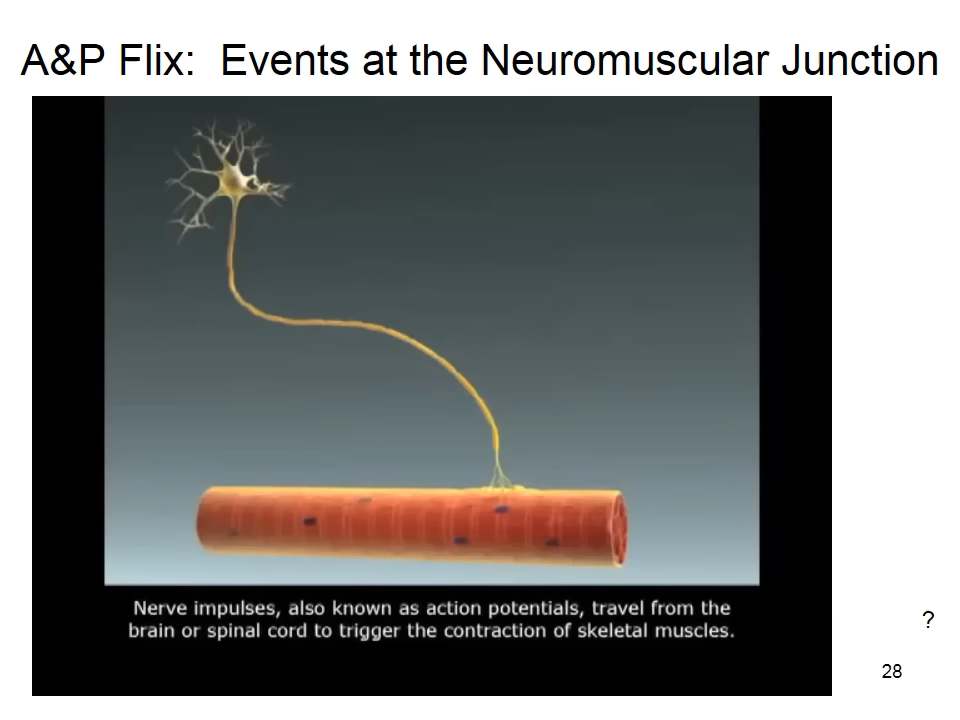 A&P Flix:  Events at the Neuromuscular Junction
Nerve impulses, also known as action potentials, travel from the
brain or spinal cord to trigger the contraction of skeletal muscles.
?
28